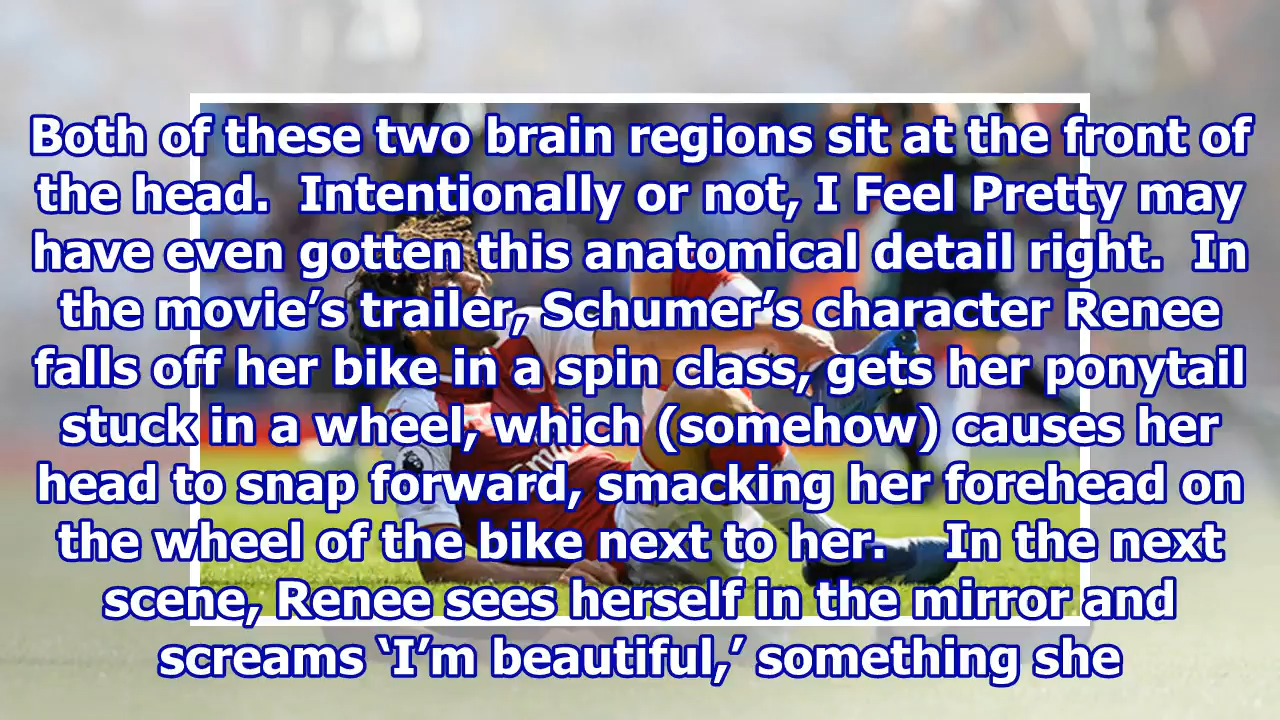 Both of these two brain regions sit at the front of
the head.  Intentionally or not, I Feel Pretty may
have even gotten this anatomical detail right.  In
the movie’s trailer, Schumer’s character Renee
falls off her bike in a spin class, gets her ponytail
stuck in a wheel, which (somehow) causes her
head to snap forward, smacking her forehead on
the wheel of the bike next to her.    In the next
scene, Renee sees herself in the mirror and
screams ‘I’m beautiful,’ something she